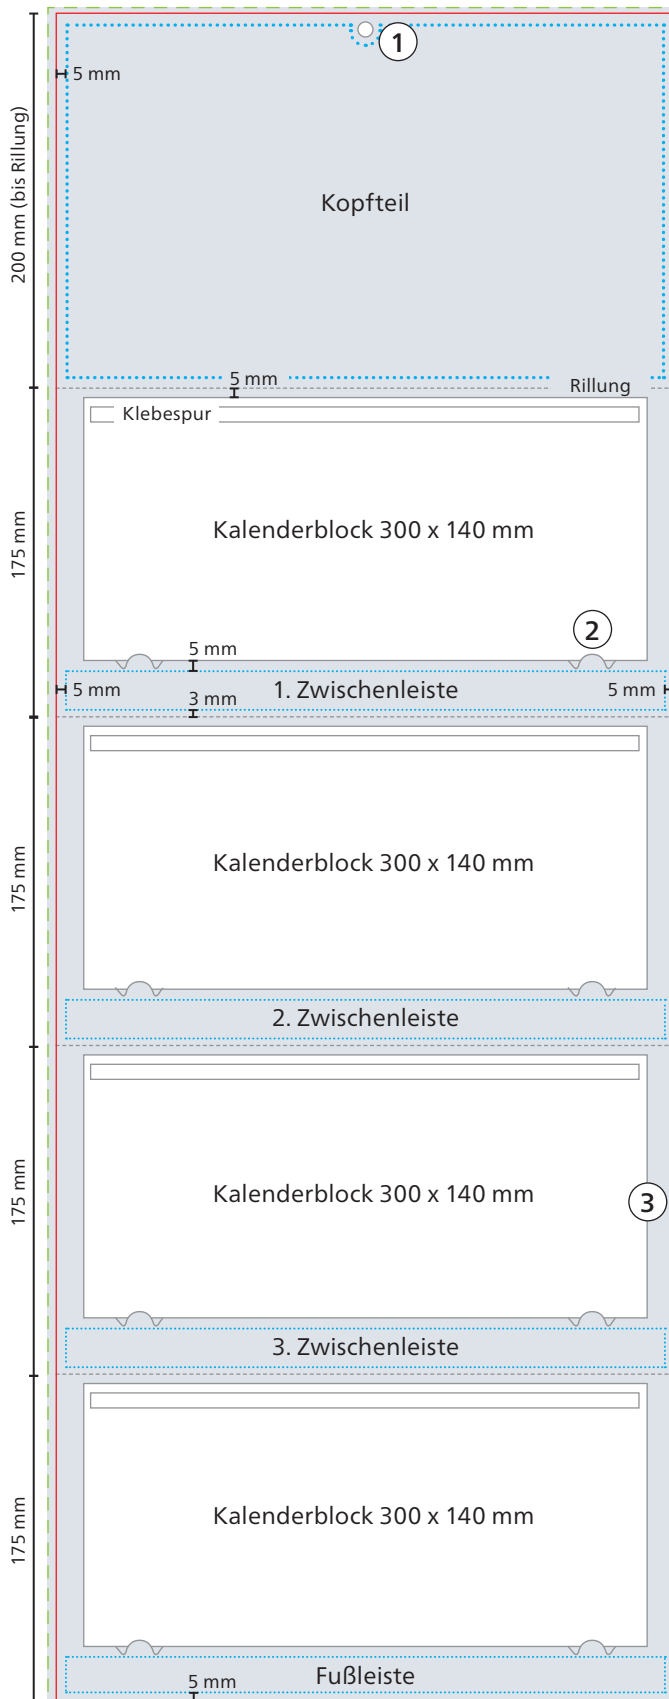 1
5 mm
200 mm (bis Rillung)
Kopfteil
5 mm
Rillung
Klebespur
175 mm
Kalenderblock 300 x 140 mm
2
5 mm
5 mm
1. Zwischenleiste
5 mm
3 mm
175 mm
Kalenderblock 300 x 140 mm
2. Zwischenleiste
175 mm
Kalenderblock 300 x 140 mm
3
3. Zwischenleiste
175 mm
Kalenderblock 300 x 140 mm
Fußleiste
5 mm